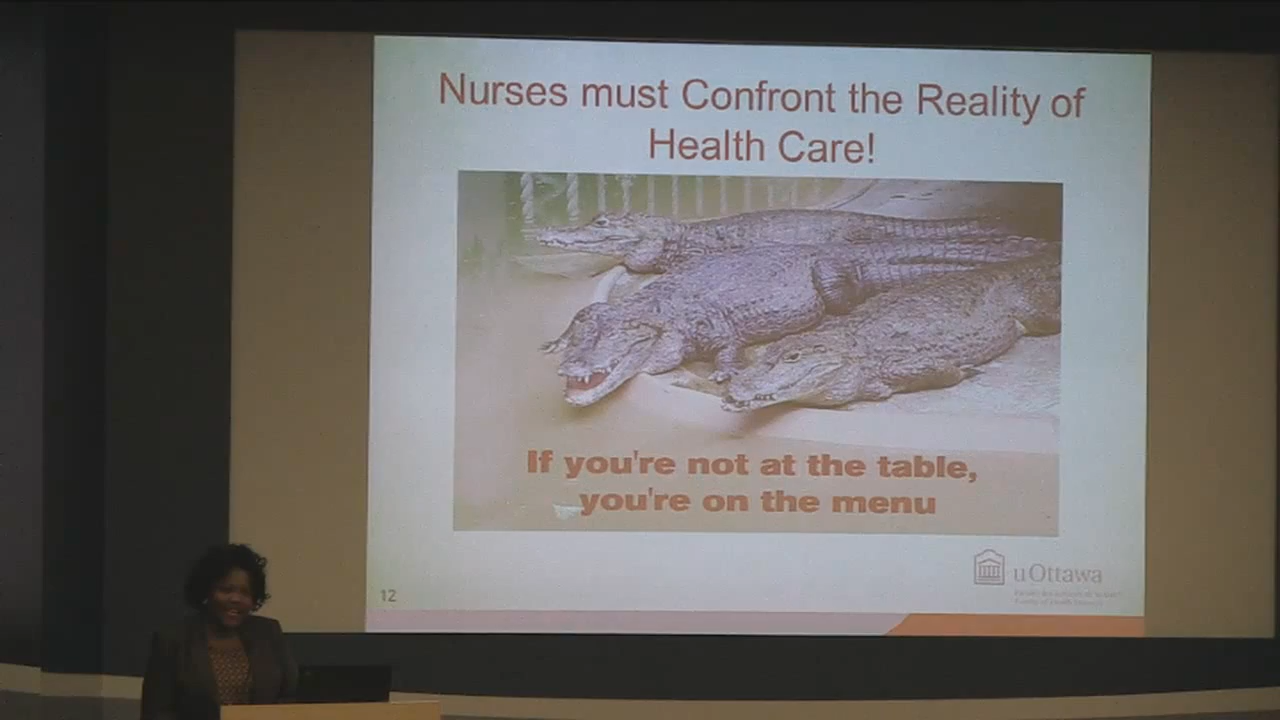 Nurses must Confront the Reality of
Health Care!
If you're not at the table,
you're on the menu
uOttawa
12